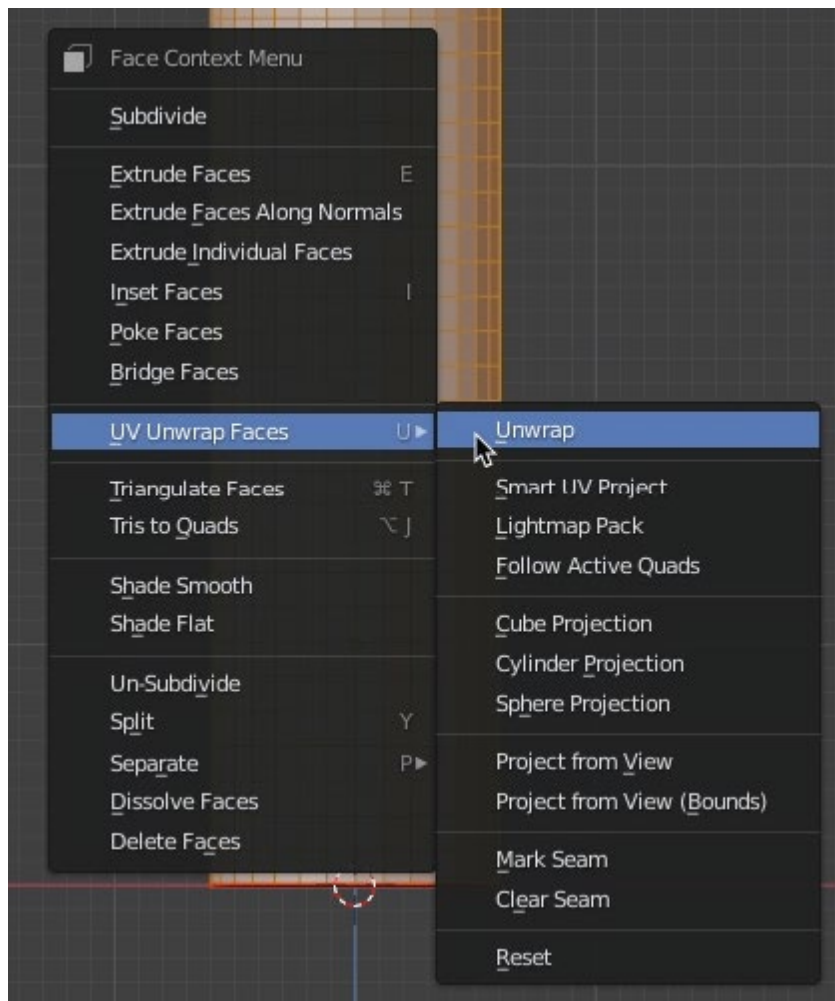 Face Context Menu
Subdivide
Extrude Faces E
Extrude Faces Along Normals
Extrude Individual Faces
Inset Faces I
Poke Faces
Bridge Faces
UV Unwrap Faces U▶
Triangulate Faces ⌘ T
Tris to Quads ⌥ J
Shade Smooth
Shade Flat
Un-Subdivide
Split Y
Separate P▶
Dissolve Faces
Delete Faces
Unwrap
Smart UV Project
Lightmap Pack
Follow Active Quads
Cube Projection
Cylinder Projection
Sphere Projection
Project from View
Project from View (Bounds)
Mark Seam
Clear Seam
Reset